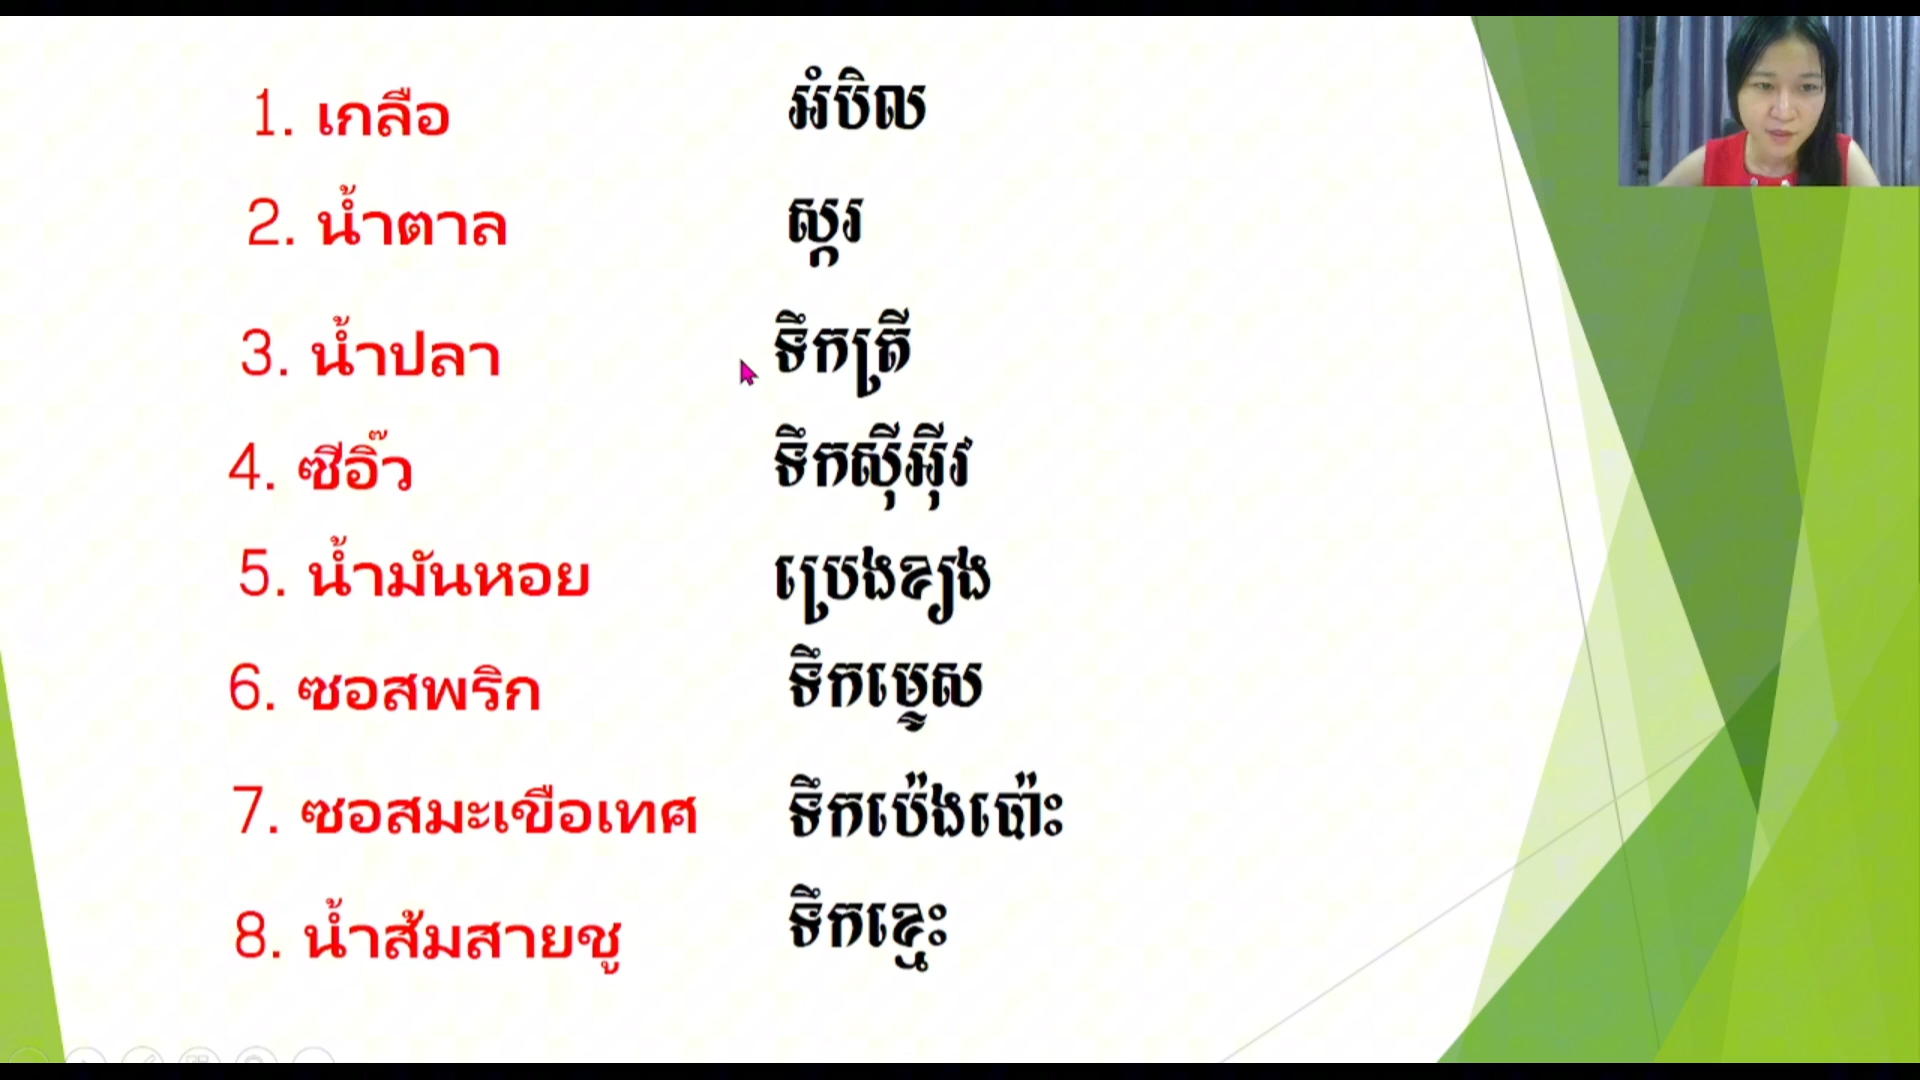 1. เกลือ អំបិល
2. น้ำตาล ស្ករ
3. น้ำปลา ទឹកត្រី
4. ซีอิ๊ว ទឹកស៊ីអ៊ីវ
5. น้ำมันหอย ប្រេងខ្យង
6. ซอสพริก ទឹកម្ទេស
7. ซอสมะเขือเทศ ទឹកប៉េងប៉ោះ
8. น้ำส้มสายชู ទឹកខ្មេះ